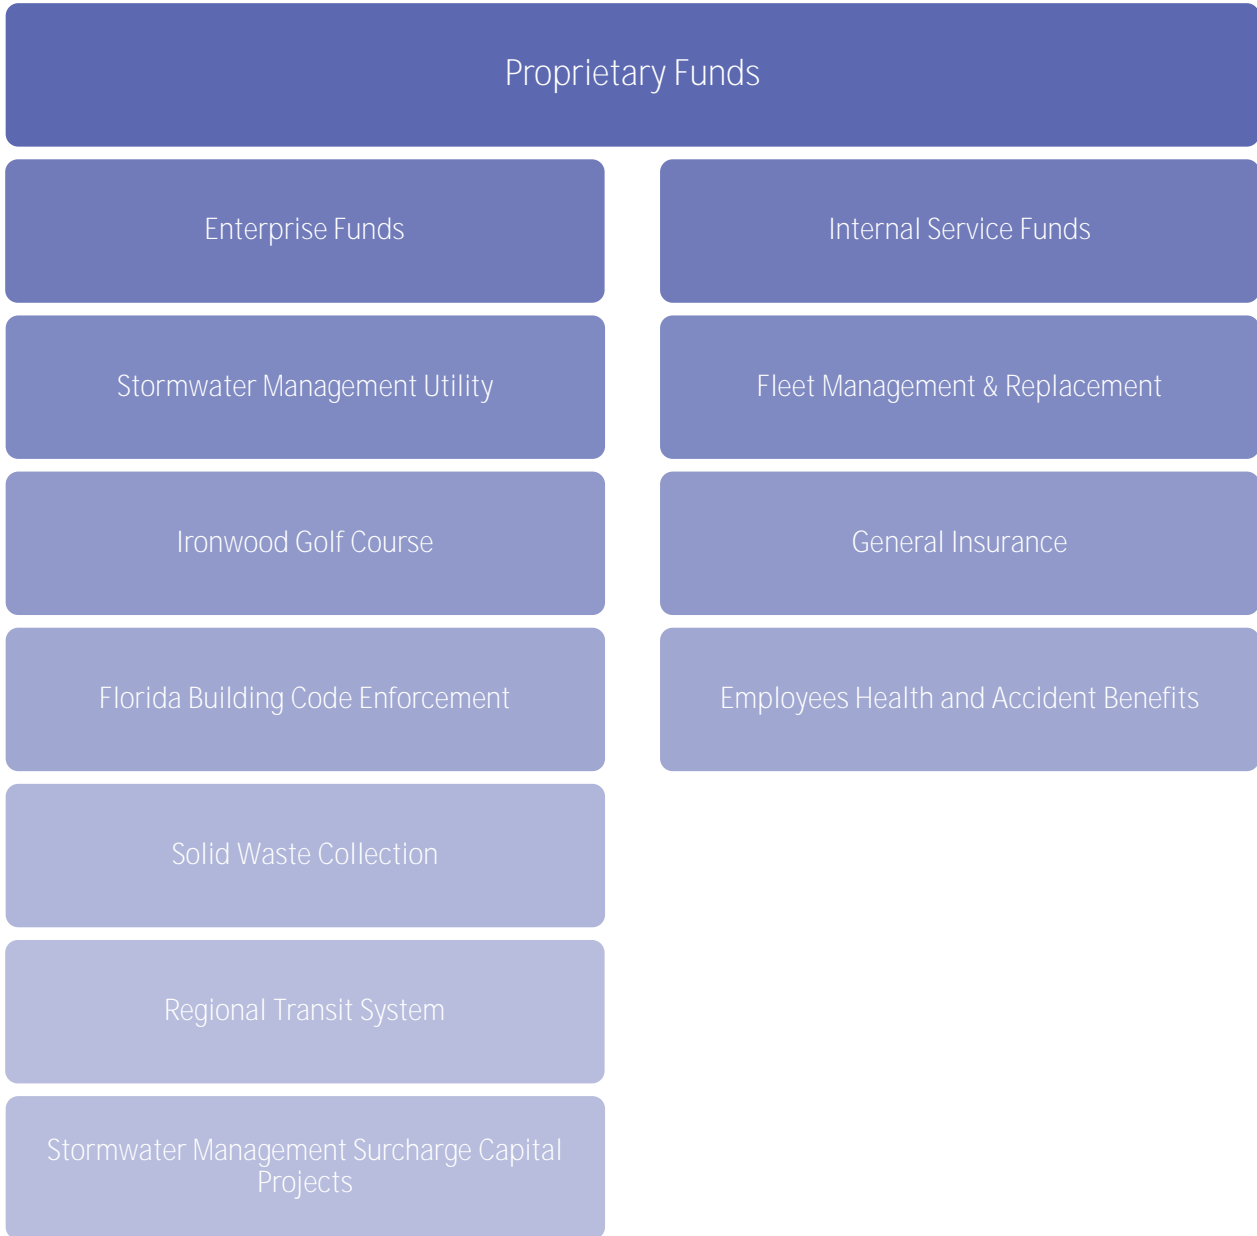 Proprietary Funds
Enterprise Funds
Internal Service Funds
Stormwater Management Utility
Fleet Management & Replacement
Ironwood Golf Course
General Insurance
Florida Building Code Enforcement
Employees Health and Accident Benefits
Solid Waste Collection
Regional Transit System
Stormwater Management Surcharge Capital
Projects